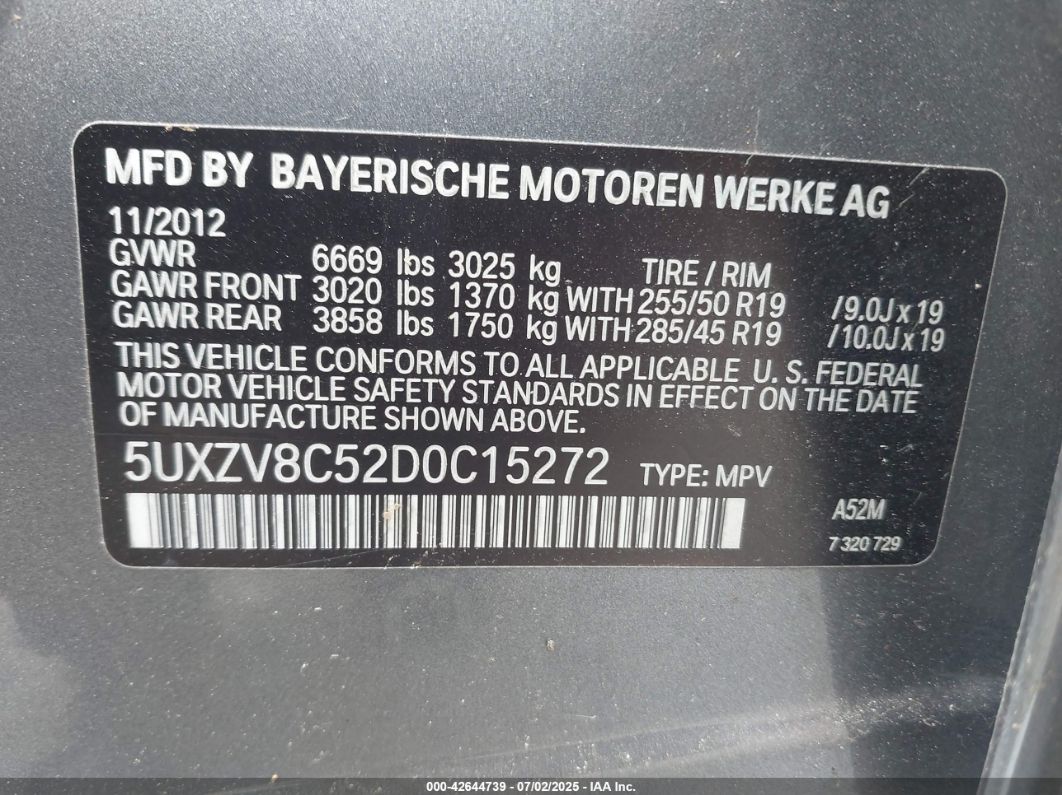 MFD BY BAYERISCHE MOTOREN WERKE AG
11/2012
GVWR 6669 lbs 3025 kg TIRE / RIM
GAWR FRONT 3020 lbs 1370 kg WITH 255/50 R19 /9.0J x 19
GAWR REAR 3858 lbs 1750 kg WITH 285/45 R19 /10.0J x 19
THIS VEHICLE CONFORMS TO ALL APPLICABLE U. S. FEDERAL
MOTOR VEHICLE SAFETY STANDARDS IN EFFECT ON THE DATE
OF MANUFACTURE SHOWN ABOVE.
5UXZV8C52D0C15272 TYPE: MPV
A52M
7 320 729
000-42644739 - 07/02/2025 - IAA Inc.